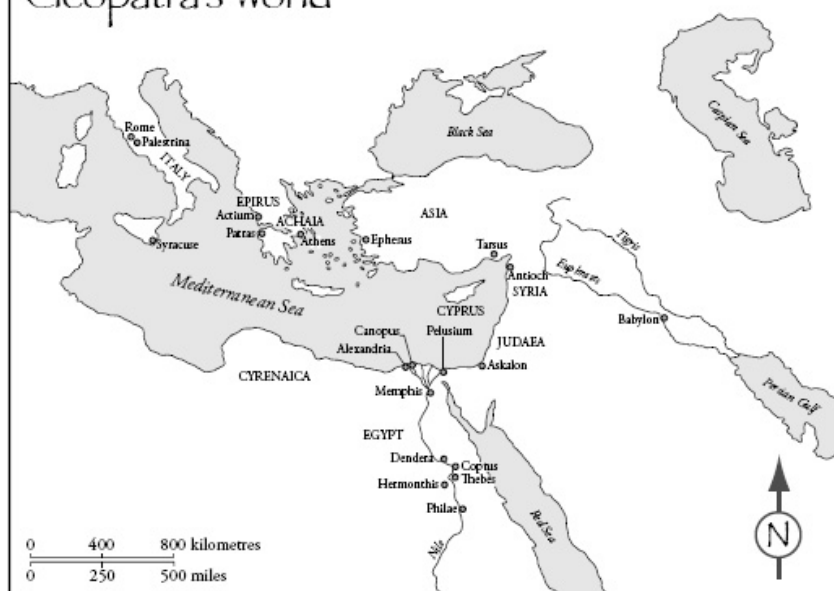 Cleopatra's world
Black Sea
Caspian Sea
Rome
Palestrina
ITALY
EPIRUS
Actium
ACHAIA
Patras
Athens
ASIA
Ephesus
Syracuse
Tarsus
Antioch
SYRIA
Tigris
Euphrates
Mediterranean Sea
CYPRUS
Canopus
Pelusium
Alexandria
JUDAEA
Babylon
Askalon
CYRENAICA
Memphis
Persian Gulf
EGYPT
Dendera
Coptus
Thebes
Hermonthis
Philae
Red Sea
Nile
N
0 400 800 kilometres
0 250 500 miles